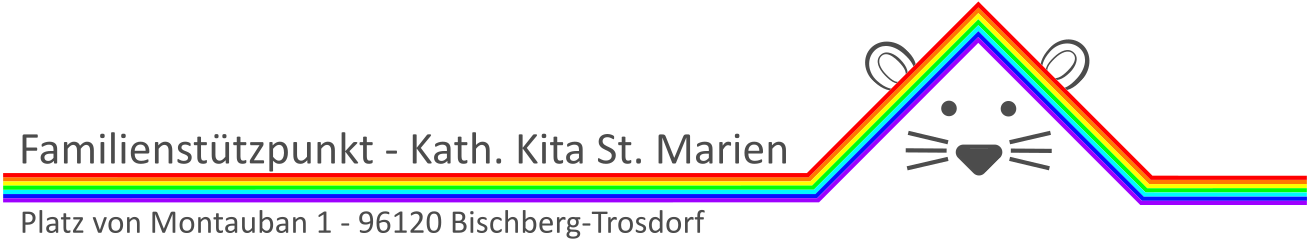 Familienstützpunkt - Kath. Kita St. Marien
Platz von Montauban 1 - 96120 Bischberg-Trosdorf